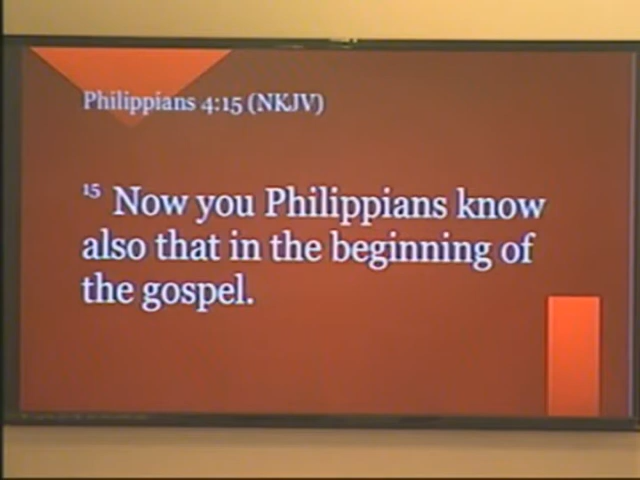 Philippians 4:15 (NKJV)
15 Now you Philippians know
also that in the beginning of
the gospel.